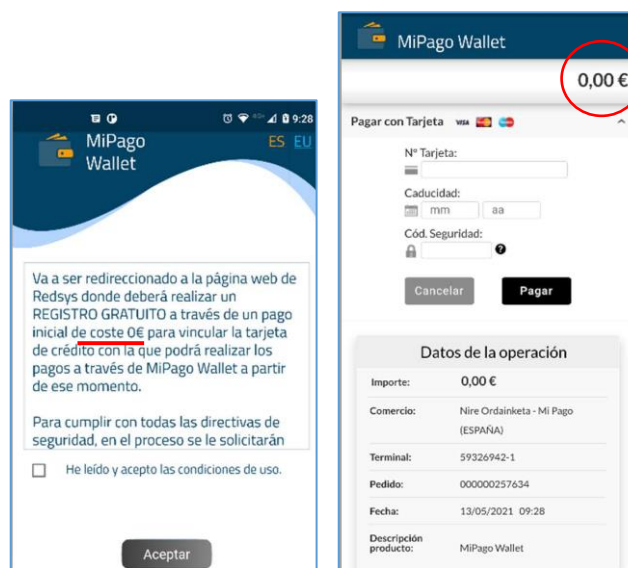 9:28
MiPago
Wallet
ES EU
Va a ser redireccionado a la página web de
Redsys donde deberá realizar un
REGISTRO GRATUITO a través de un pago
inicial de coste 0€ para vincular la tarjeta
de crédito con la que podrá realizar los
pagos a través de MiPago Wallet a partir
de ese momento.
Para cumplir con todas las directivas de
seguridad, en el proceso se le solicitarán
He leído y acepto las condiciones de uso.
Aceptar
MiPago Wallet
0,00 €
Pagar con Tarjeta VISA
Nº Tarjeta:
Caducidad:
mm aa
Cód. Seguridad:
Cancelar Pagar
Datos de la operación
Importe: 0,00 €
Comercio: Nire Ordainketa - Mi Pago
(ESPAÑA)
Terminal: 59326942-1
Pedido: 000000257634
Fecha: 13/05/2021 09:28
Descripción
producto: MiPago Wallet